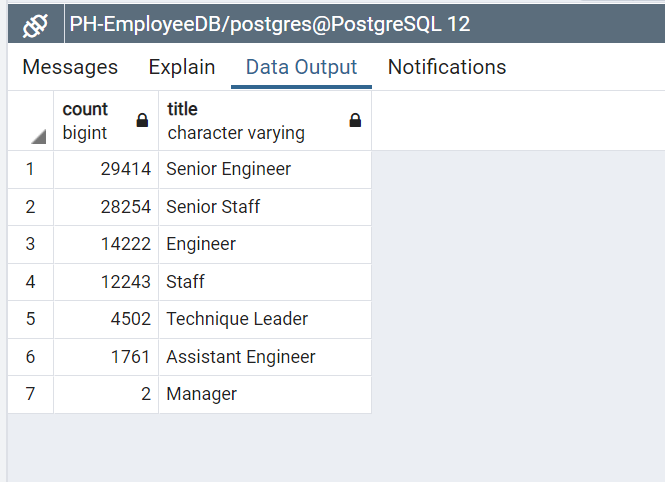 PH-EmployeeDB/postgres@PostgreSQL 12
Messages Explain Data Output Notifications
count title
bigint character varying
1 29414 Senior Engineer
2 28254 Senior Staff
3 14222 Engineer
4 12243 Staff
5 4502 Technique Leader
6 1761 Assistant Engineer
7 2 Manager